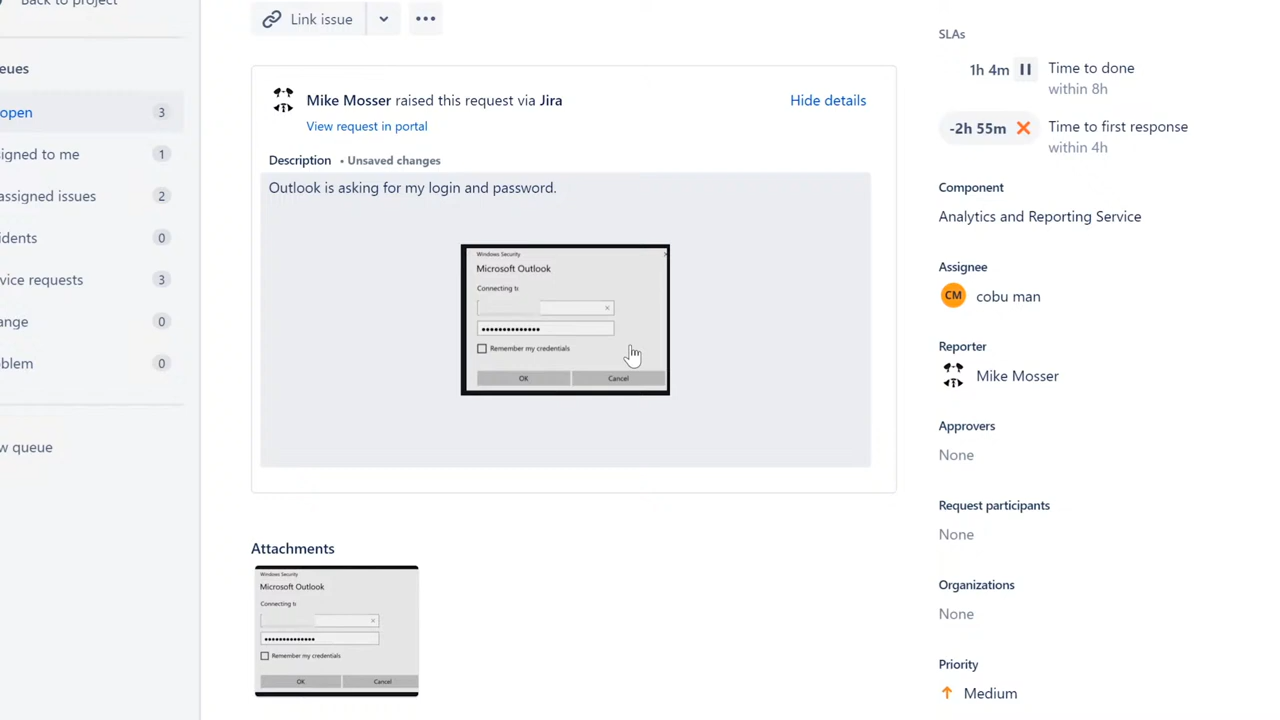 Back to project
Link issue
SLAs
1h 4m
Time to done
within 8h
eues
Mike Mosser raised this request via Jira
Hide details
View request in portal
open
3
-2h 55m
Time to first response
within 4h
igned to me
1
Description • Unsaved changes
Outlook is asking for my login and password.
assigned issues
2
Component
Analytics and Reporting Service
idents
0
Windows Security
Microsoft Outlook
Connecting t
Remember my credentials
OK
Cancel
vice requests
3
Assignee
CM
cobu man
ange
0
Reporter
Mike Mosser
blem
0
Approvers
None
w queue
Request participants
None
Attachments
Windows Security
Microsoft Outlook
Connecting t
Remember my credentials
OK
Cancel
Organizations
None
Priority
Medium